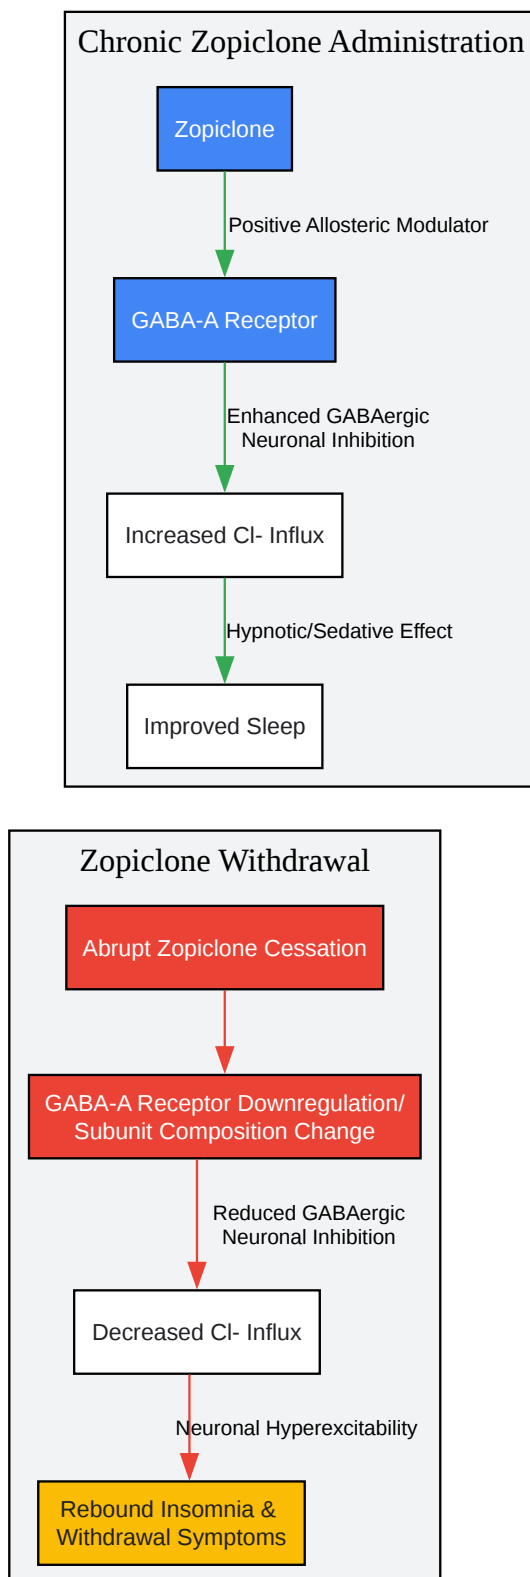 Chronic Zopiclone Administration
Zopiclone
Positive Allosteric Modulator
GABA-A Receptor
Enhanced GABAergic
Neuronal Inhibition
Increased Cl- Influx
Hypnotic/Sedative Effect
Improved Sleep
Zopiclone Withdrawal
Abrupt Zopiclone Cessation
GABA-A Receptor Downregulation/
Subunit Composition Change
Reduced GABAergic
Neuronal Inhibition
Decreased Cl- Influx
Neuronal Hyperexcitability
Rebound Insomnia &
Withdrawal Symptoms